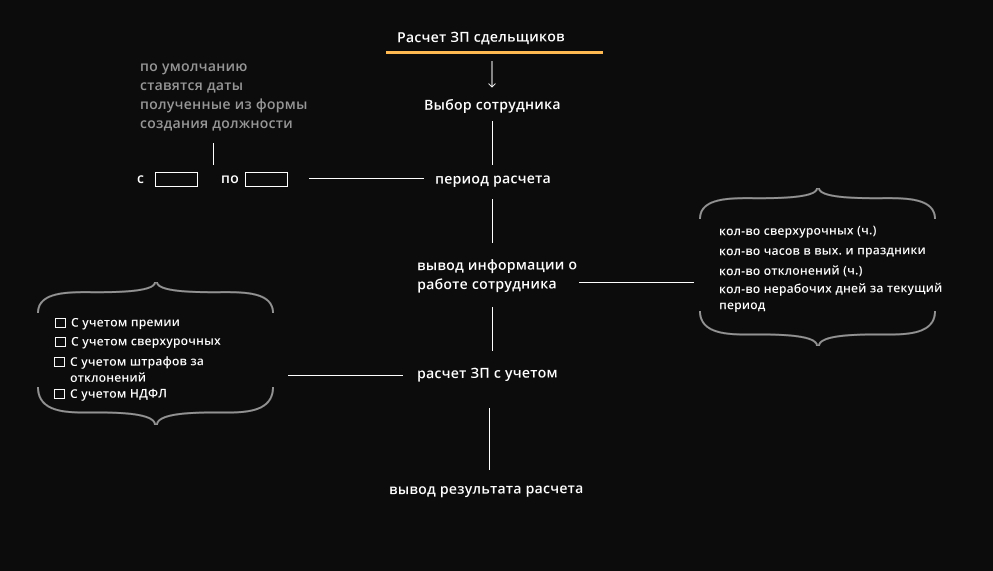 Расчет ЗП сдельщиков
по умолчанию
ставятся даты
полученные из формы
создания должности
Выбор сотрудника
с по
период расчета
кол-во сверхурочных (ч.)
кол-во часов в вых. и праздники
кол-во отклонений (ч.)
кол-во нерабочих дней за текущий
период
вывод информации о
работе сотрудника
С учетом премии
С учетом сверхурочных
С учетом штрафов за
отклонений
С учетом НДФЛ
расчет ЗП с учетом
вывод результата расчета